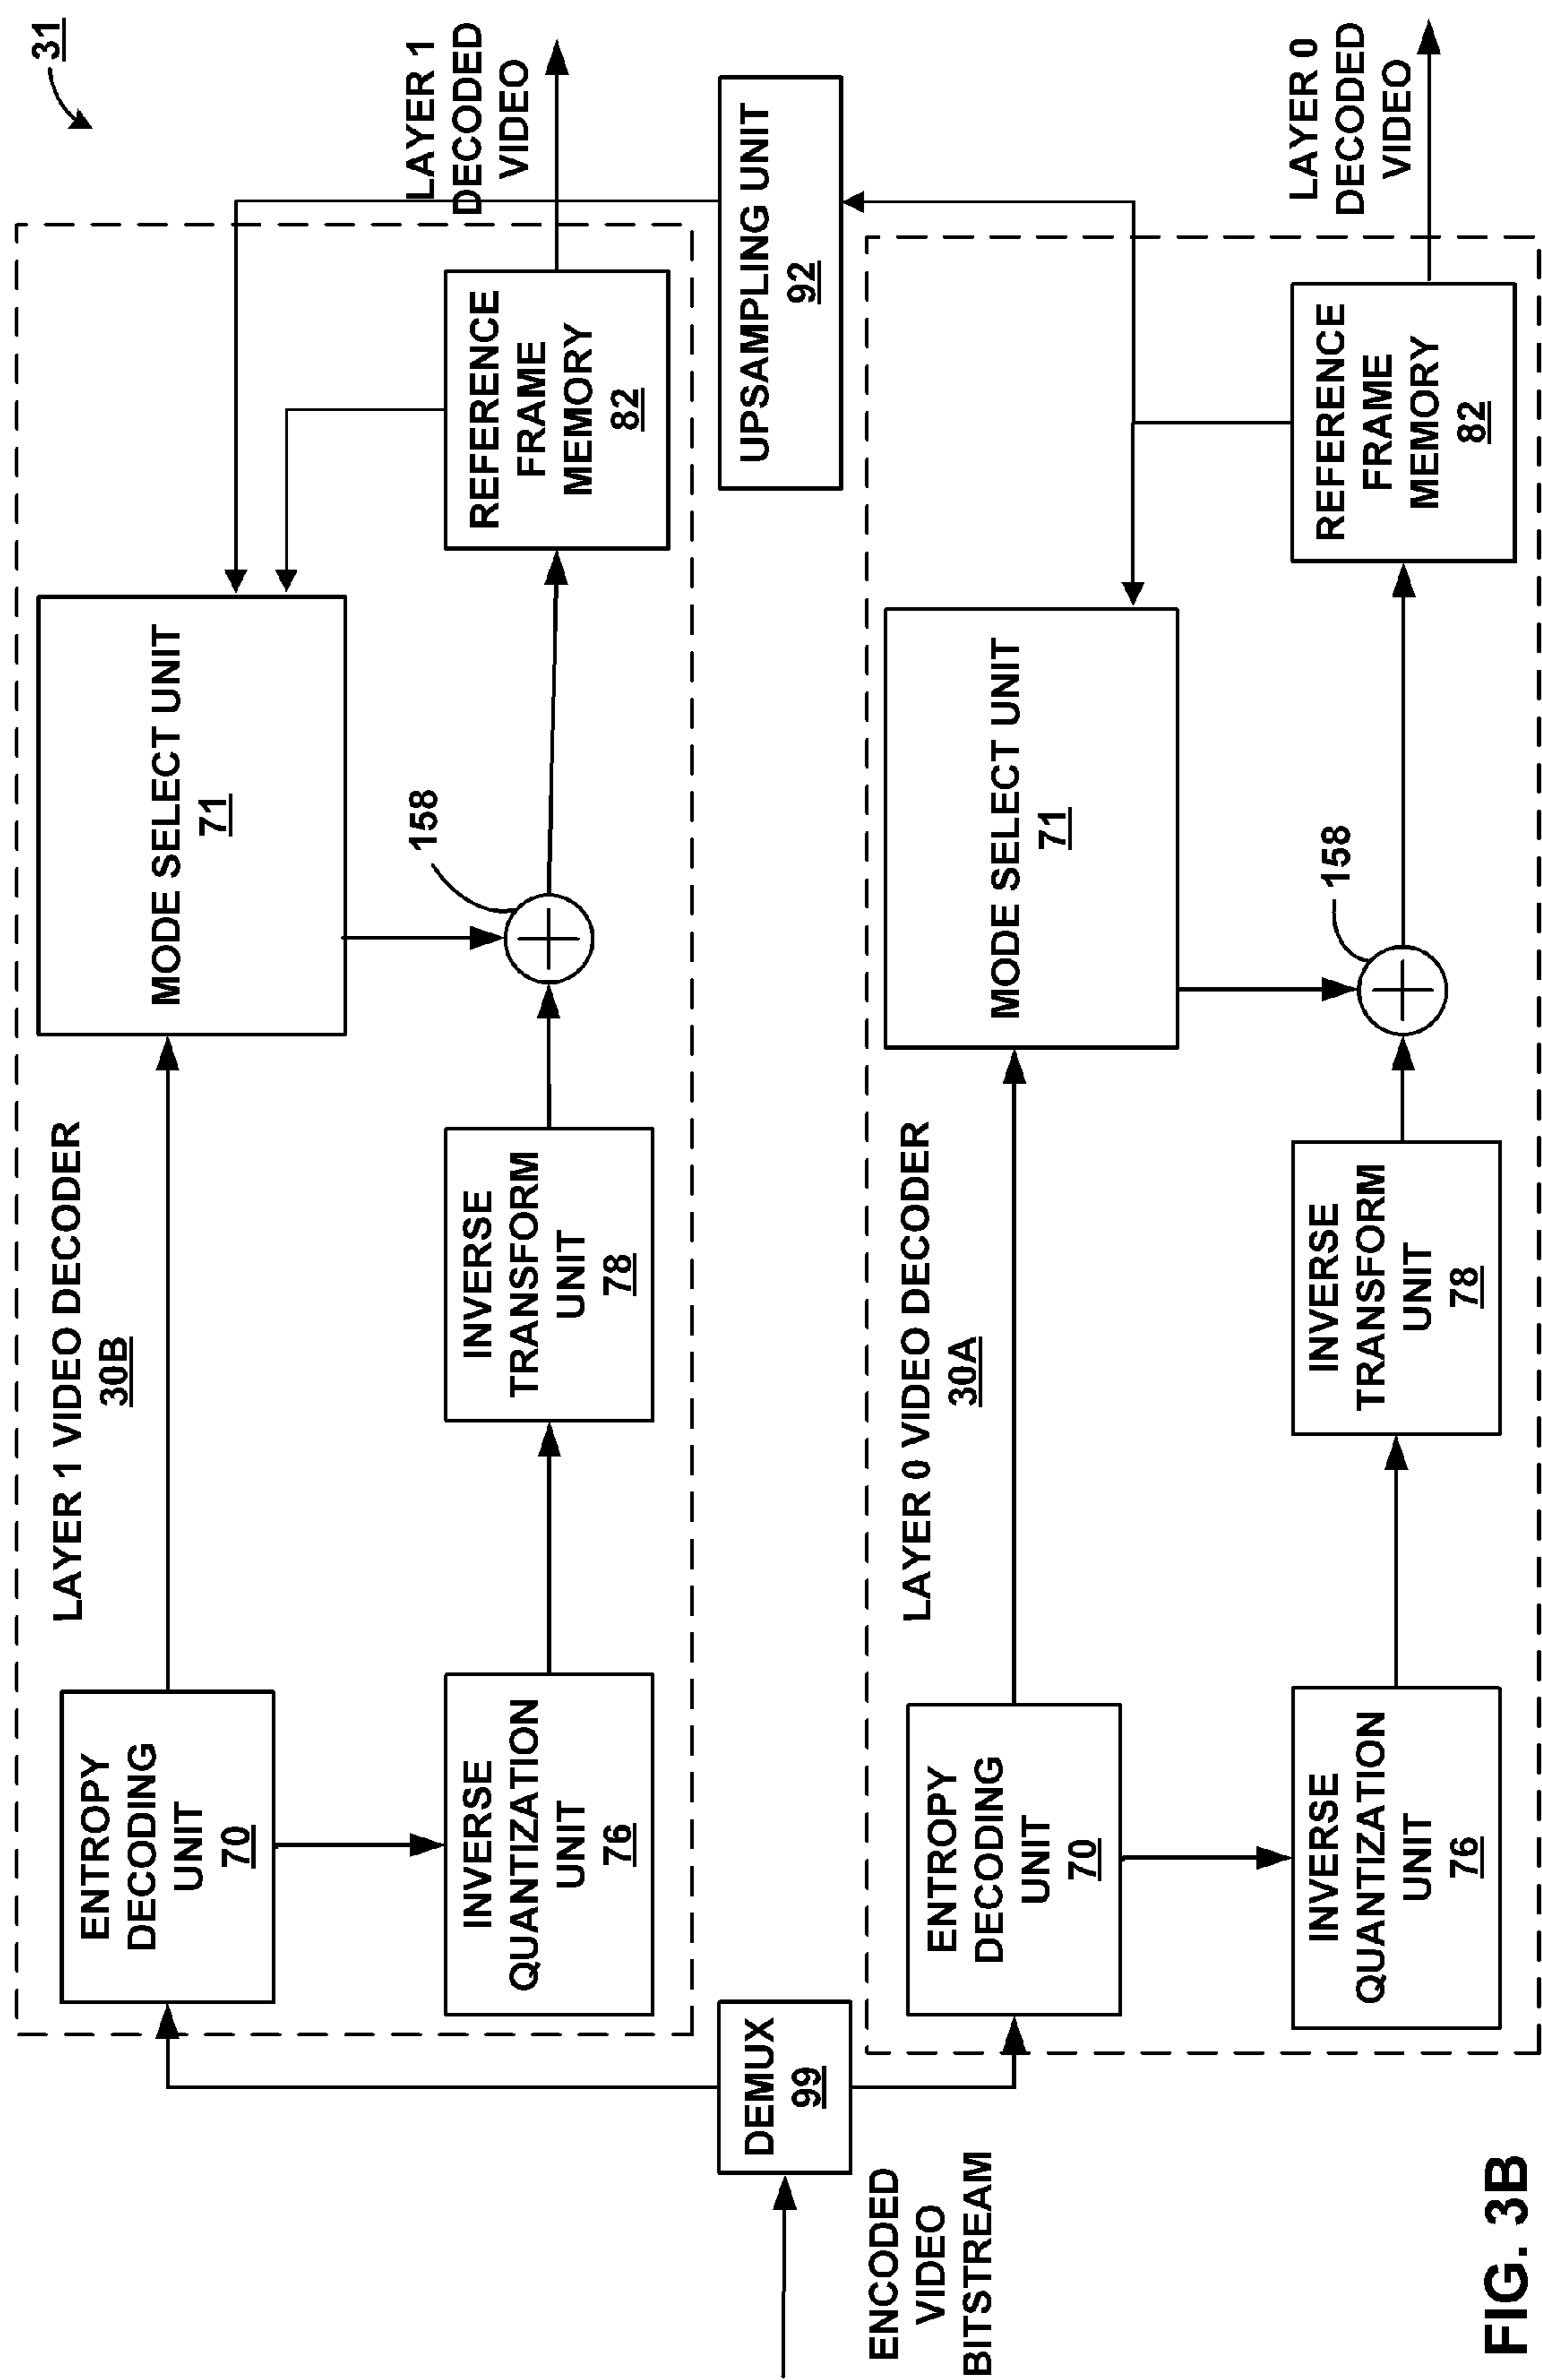 31
LAYER 1 VIDEO DECODER
30B
ENTROPY
DECODING
UNIT
70
MODE SELECT UNIT
71
INVERSE
QUANTIZATION
UNIT
76
INVERSE
TRANSFORM
UNIT
78
158
REFERENCE
FRAME
MEMORY
82
LAYER 1
DECODED
VIDEO
DEMUX
99
ENCODED
VIDEO
BITSTREAM
UPSAMPLING UNIT
92
LAYER 0 VIDEO DECODER
30A
ENTROPY
DECODING
UNIT
70
MODE SELECT UNIT
71
INVERSE
QUANTIZATION
UNIT
76
INVERSE
TRANSFORM
UNIT
78
158
REFERENCE
FRAME
MEMORY
82
LAYER 0
DECODED
VIDEO
FIG. 3B